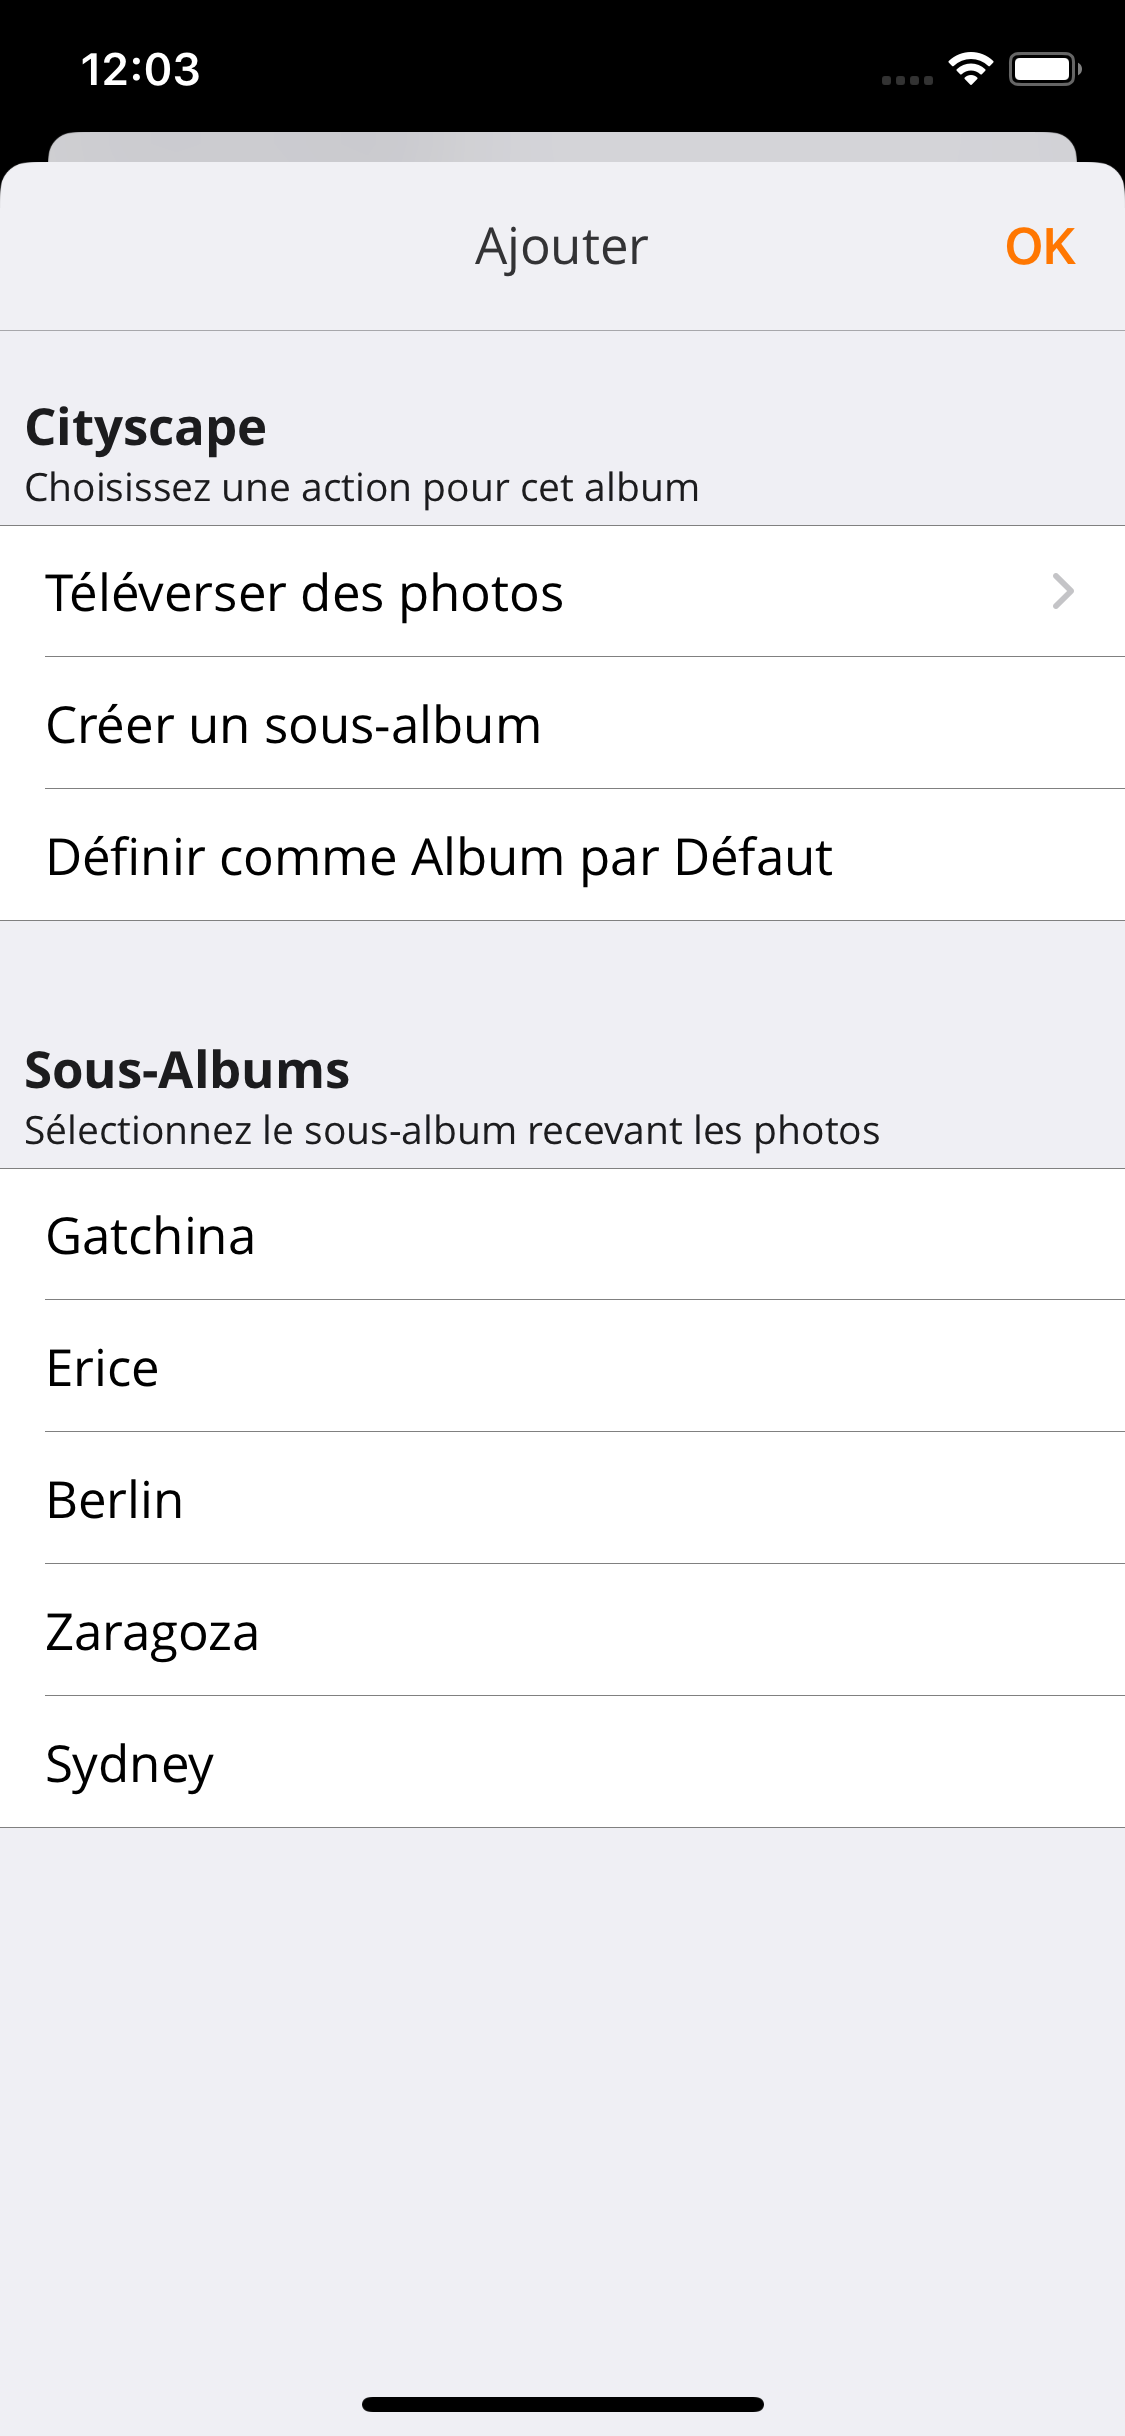 12:03
Ajouter
OK
Cityscape
Choisissez une action pour cet album
Téléverser des photos
Créer un sous-album
Définir comme Album par Défaut
Sous-Albums
Sélectionnez le sous-album recevant les photos
Gatchina
Erice
Berlin
Zaragoza
Sydney